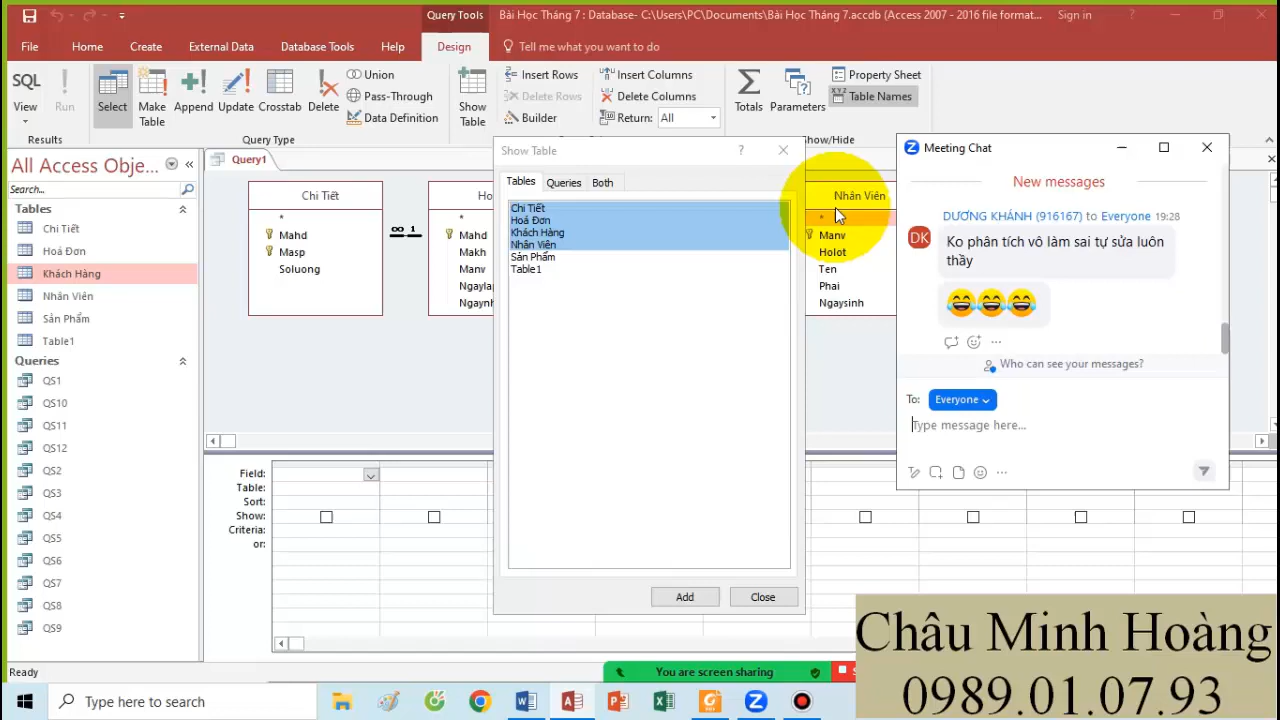 Query Tools
Bài Học Tháng 7 : Database- C:\Users\PC\Documents\Bài Học Tháng 7.accdb (Access 2007 - 2016 file format...
Sign in
File
Home
Create
External Data
Database Tools
Help
Design
Tell me what you want to do
SQL
View
Run
Select
Make Table
Append
Update
Crosstab
Delete
Union
Pass-Through
Data Definition
Show Table
Insert Rows
Delete Rows
Builder
Insert Columns
Delete Columns
Return: All
Totals
Parameters
Property Sheet
Table Names
Results
Query Type
Show/Hide
All Access Obje...
Search...
Tables
Chi Tiết
Hoá Đơn
Khách Hàng
Nhân Viên
Sản Phẩm
Table1
Queries
QS1
QS10
QS11
QS12
QS2
QS3
QS4
QS5
QS6
QS7
QS8
QS9
Query1
Chi Tiết
*
Mahd
Masp
Soluong
∞ 1
Ho
*
Mahd
Makh
Manv
Ngayla
Ngaynh
Show Table
?
Tables
Queries
Both
Chi Tiết
Hoá Đơn
Khách Hàng
Nhân Viên
Sản Phẩm
Table1
Add
Close
Nhân Viên
*
Manv
Holot
Ten
Phai
Ngaysinh
Field:
Table:
Sort:
Show:
Criteria:
or:
Meeting Chat
New messages
DƯƠNG KHÁNH (916167) to Everyone 19:28
DK
Ko phân tích vô làm sai tự sửa luôn
thầy
😂😂😂
Who can see your messages?
To: Everyone
Type message here...
Ready
You are screen sharing
Châu Minh Hoàng
0989.01.07.93
Type here to search